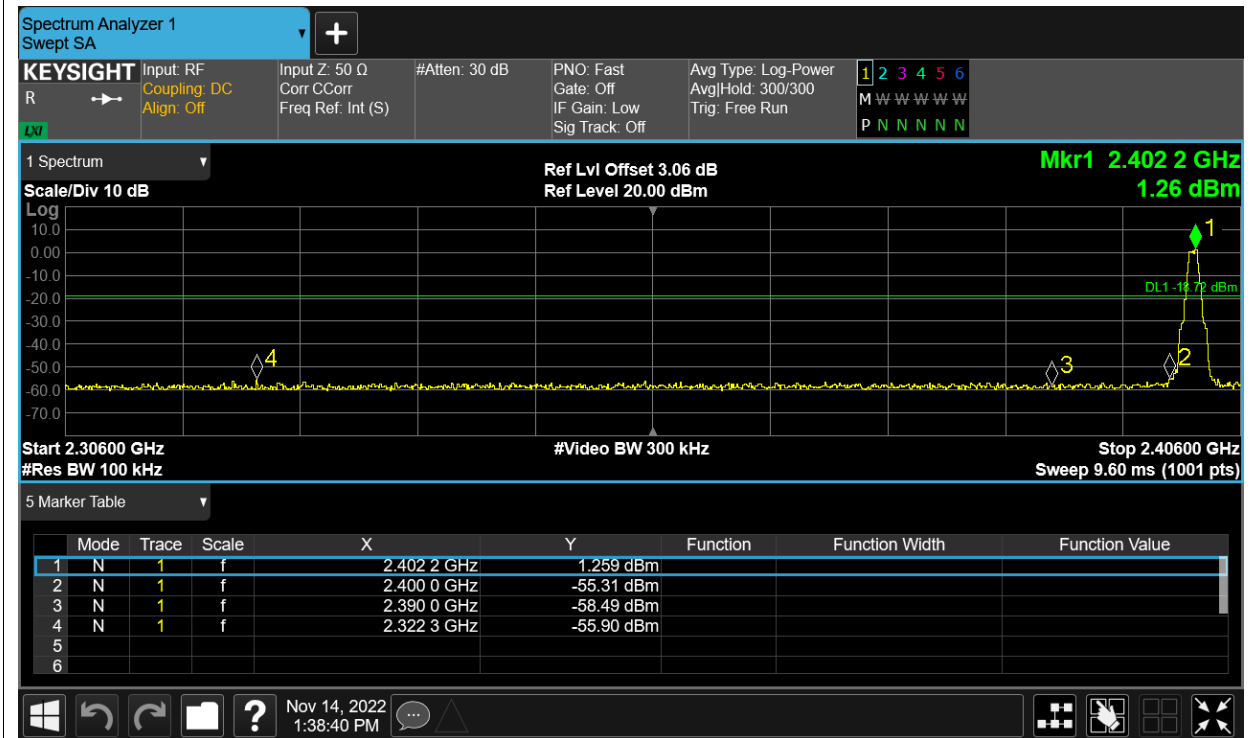 Spectrum Analyzer 1
Swept SA
+
KEYSIGHT
R
LXI
Input: RF
Coupling: DC
Align: Off
Input Z: 50 Ω
Corr CCorr
Freq Ref: Int (S)
#Atten: 30 dB
PNO: Fast
Gate: Off
IF Gain: Low
Sig Track: Off
Avg Type: Log-Power
Avg|Hold: 300/300
Trig: Free Run
1 2 3 4 5 6
M W W W W W
P N N N N N
1 Spectrum
Scale/Div 10 dB
Ref Lvl Offset 3.06 dB
Ref Level 20.00 dBm
Mkr1 2.402 2 GHz
1.26 dBm
Log
10.0
0.00
-10.0
-20.0
-30.0
-40.0
-50.0
-60.0
-70.0
1
DL1 -18.72 dBm
4
3
2
Start 2.30600 GHz
#Res BW 100 kHz
#Video BW 300 kHz
Stop 2.40600 GHz
Sweep 9.60 ms (1001 pts)
5 Marker Table
Mode Trace Scale X Y Function Function Width Function Value
1 N 1 f 2.402 2 GHz 1.259 dBm
2 N 1 f 2.400 0 GHz -55.31 dBm
3 N 1 f 2.390 0 GHz -58.49 dBm
4 N 1 f 2.322 3 GHz -55.90 dBm
5
6
?
Nov 14, 2022
1:38:40 PM